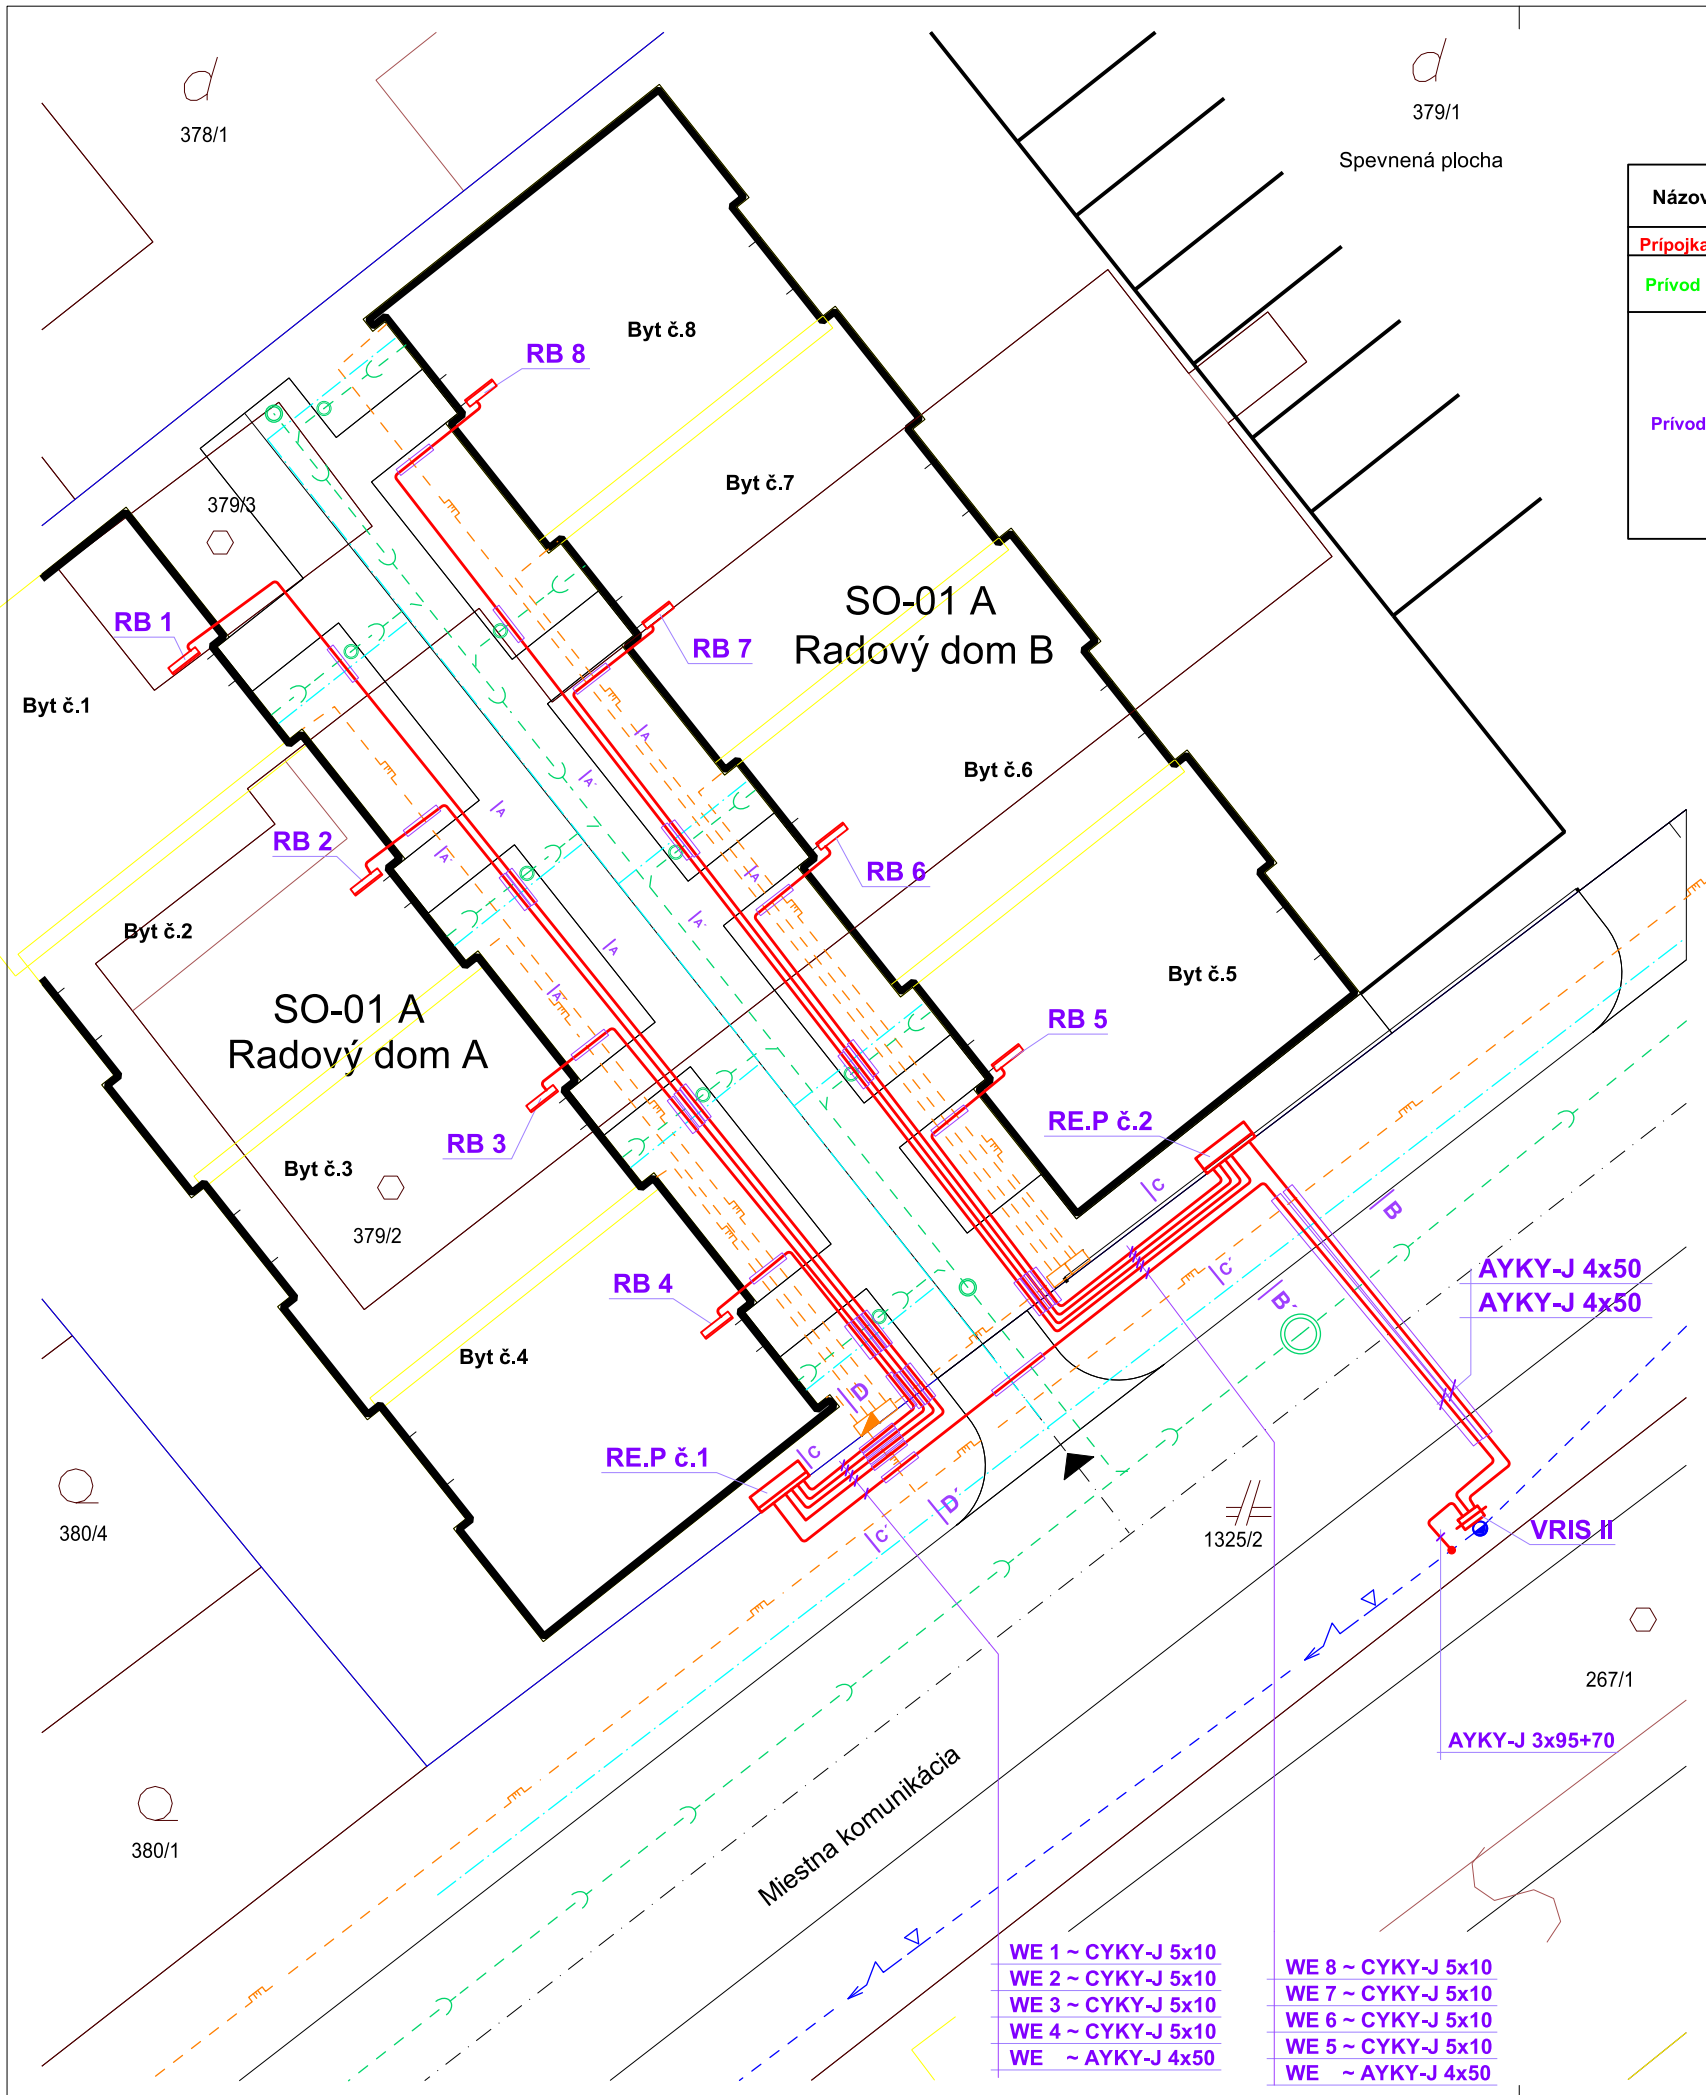 378/1
379/1
Spevnená plocha
Názov
Prípojka
Prívod
Prívod
Byt č.8
RB 8
Byt č.7
379/3
SO-01 A
Radový dom B
RB 1
RB 7
Byt č.1
A
A
A'
A
A'
A'
A
A'
Byt č.6
RB 2
RB 6
Byt č.2
Byt č.5
SO-01 A
Radový dom A
RB 5
RE.P č.2
RB 3
Byt č.3
379/2
C
B
C'
B'
RB 4
AYKY-J 4x50
AYKY-J 4x50
Byt č.4
D
C
RE.P č.1
D'
C'
380/4
1325/2
VRIS II
267/1
AYKY-J 3x95+70
380/1
Miestna komunikácia
WE 1 ~ CYKY-J 5x10
WE 2 ~ CYKY-J 5x10
WE 3 ~ CYKY-J 5x10
WE 4 ~ CYKY-J 5x10
WE ~ AYKY-J 4x50
WE 8 ~ CYKY-J 5x10
WE 7 ~ CYKY-J 5x10
WE 6 ~ CYKY-J 5x10
WE 5 ~ CYKY-J 5x10
WE ~ AYKY-J 4x50